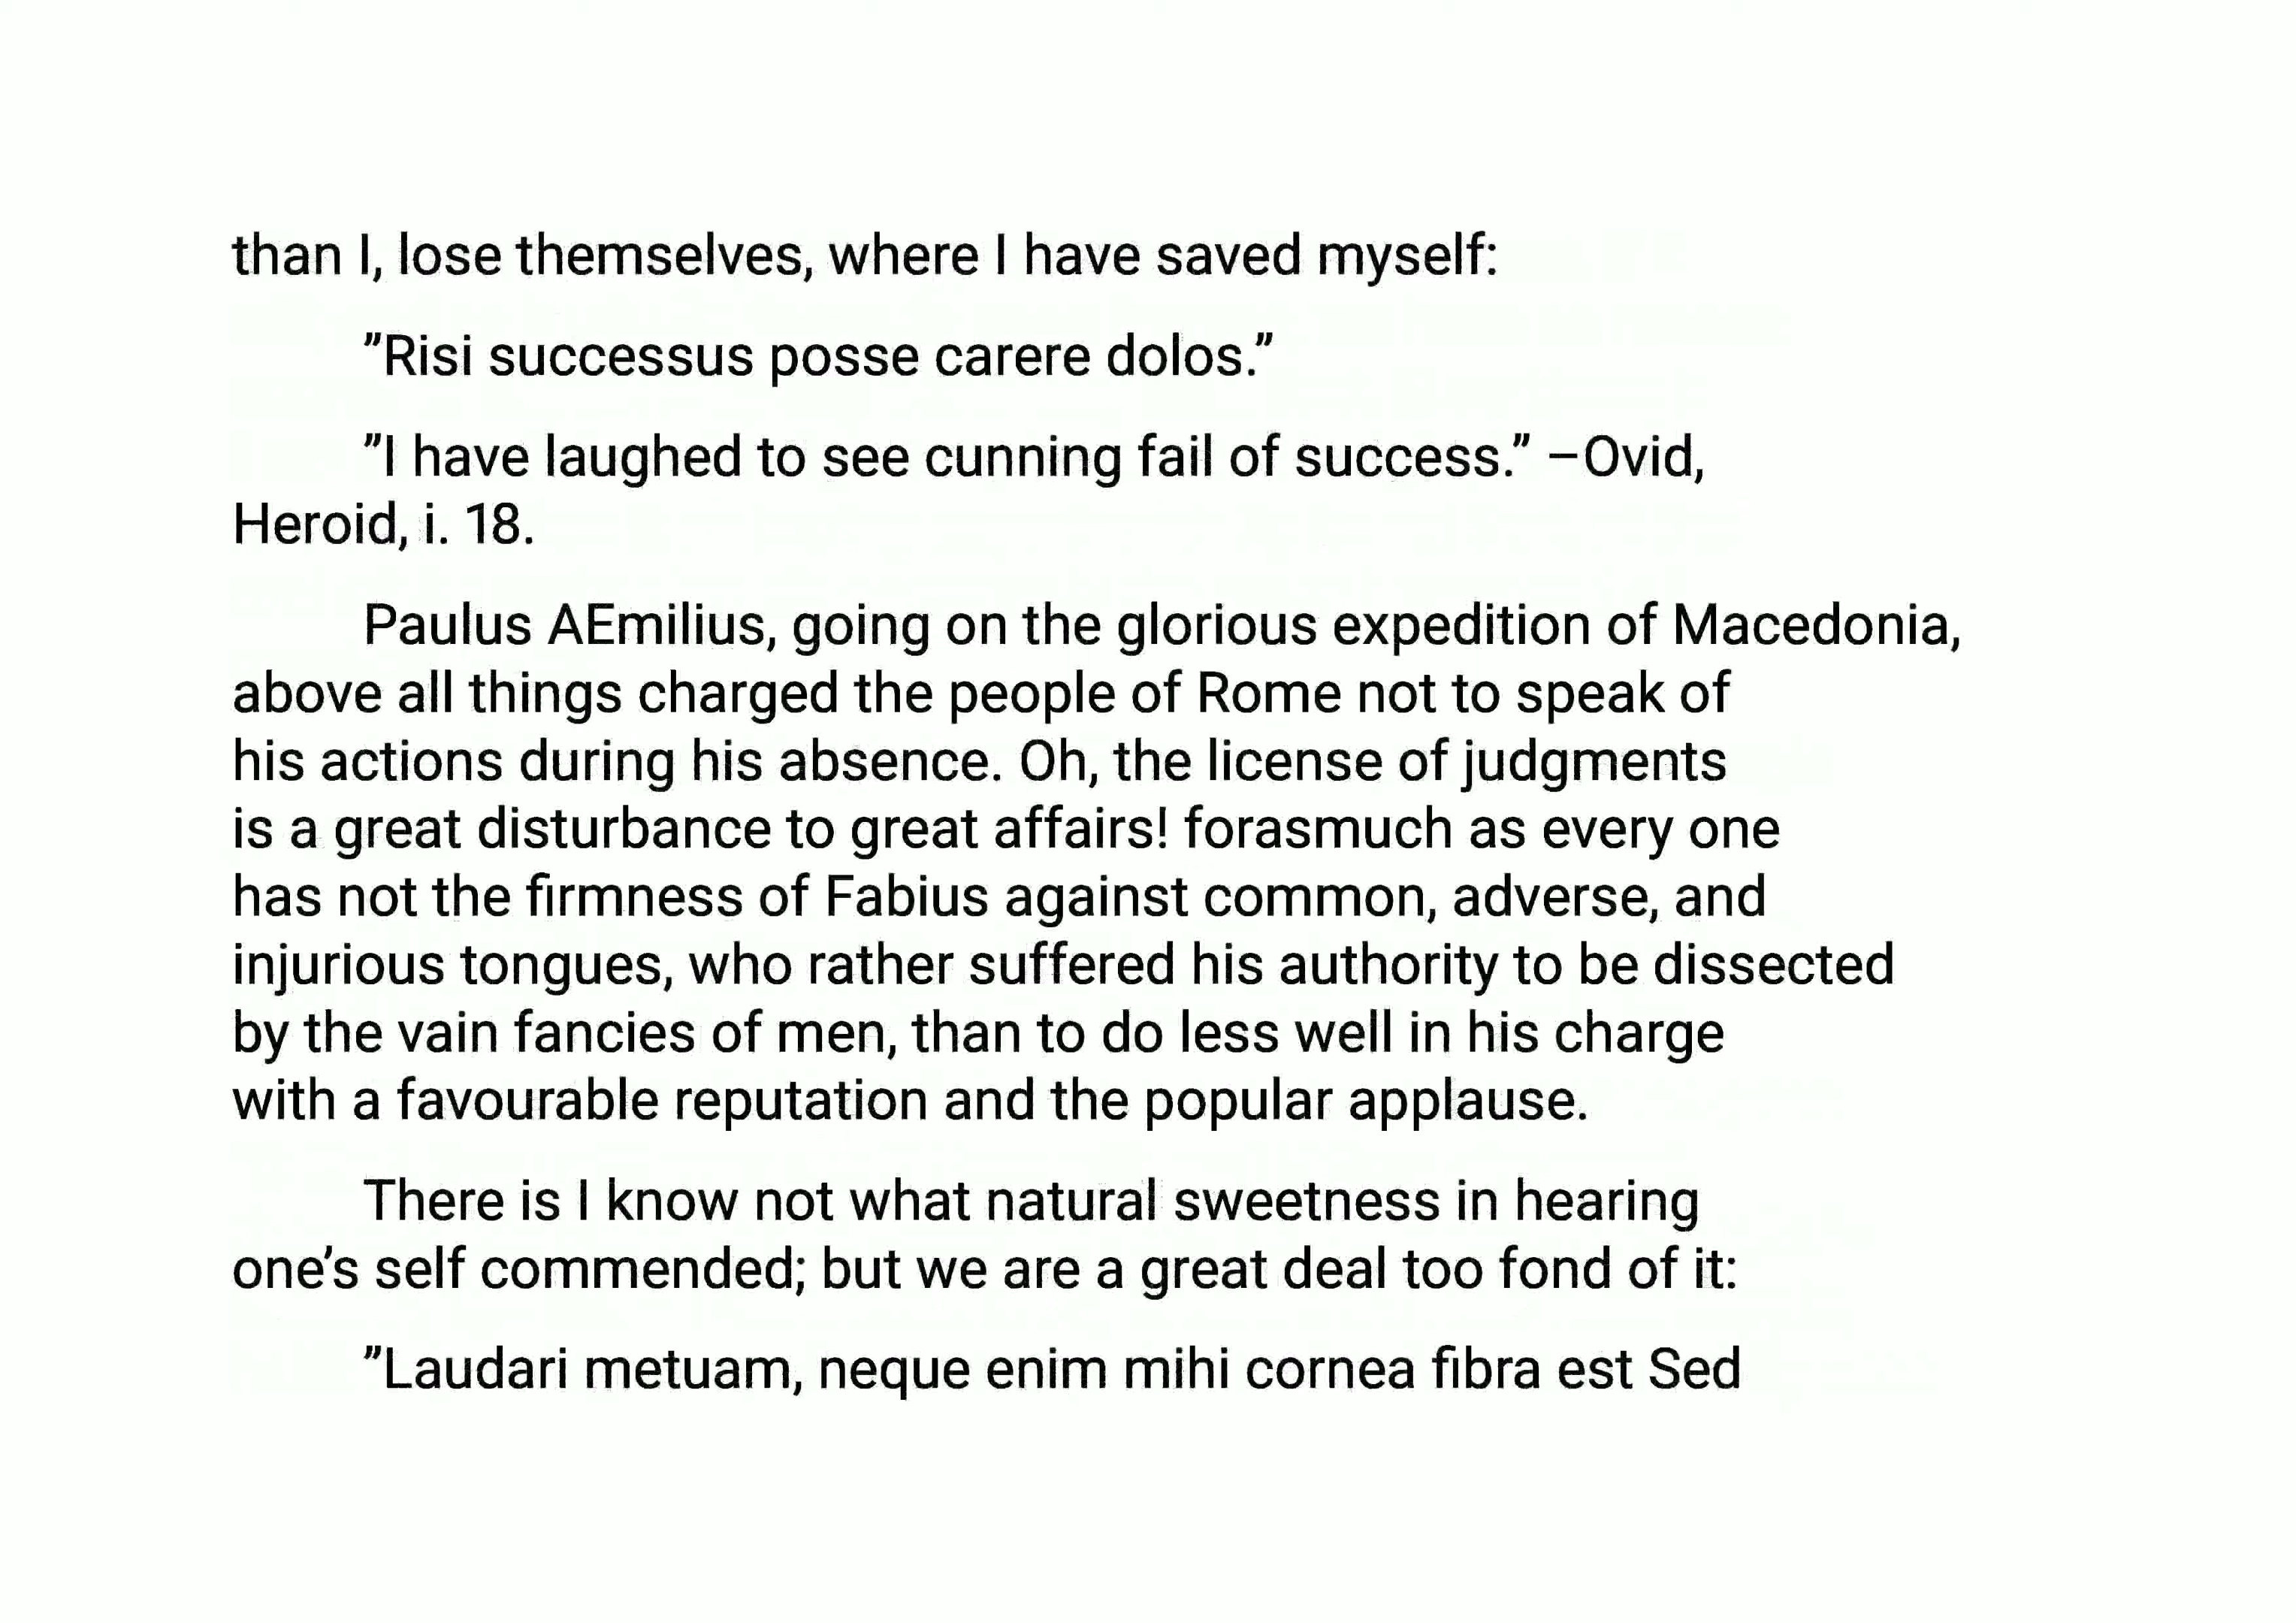 than I, lose themselves, where I have saved myself:
”Risi successus posse carere dolos.”
”I have laughed to see cunning fail of success.” –Ovid,
Heroid, i. 18.
Paulus AEmilius, going on the glorious expedition of Macedonia,
above all things charged the people of Rome not to speak of
his actions during his absence. Oh, the license of judgments
is a great disturbance to great affairs! forasmuch as every one
has not the firmness of Fabius against common, adverse, and
injurious tongues, who rather suffered his authority to be dissected
by the vain fancies of men, than to do less well in his charge
with a favourable reputation and the popular applause.
There is I know not what natural sweetness in hearing
one’s self commended; but we are a great deal too fond of it:
”Laudari metuam, neque enim mihi cornea fibra est Sed